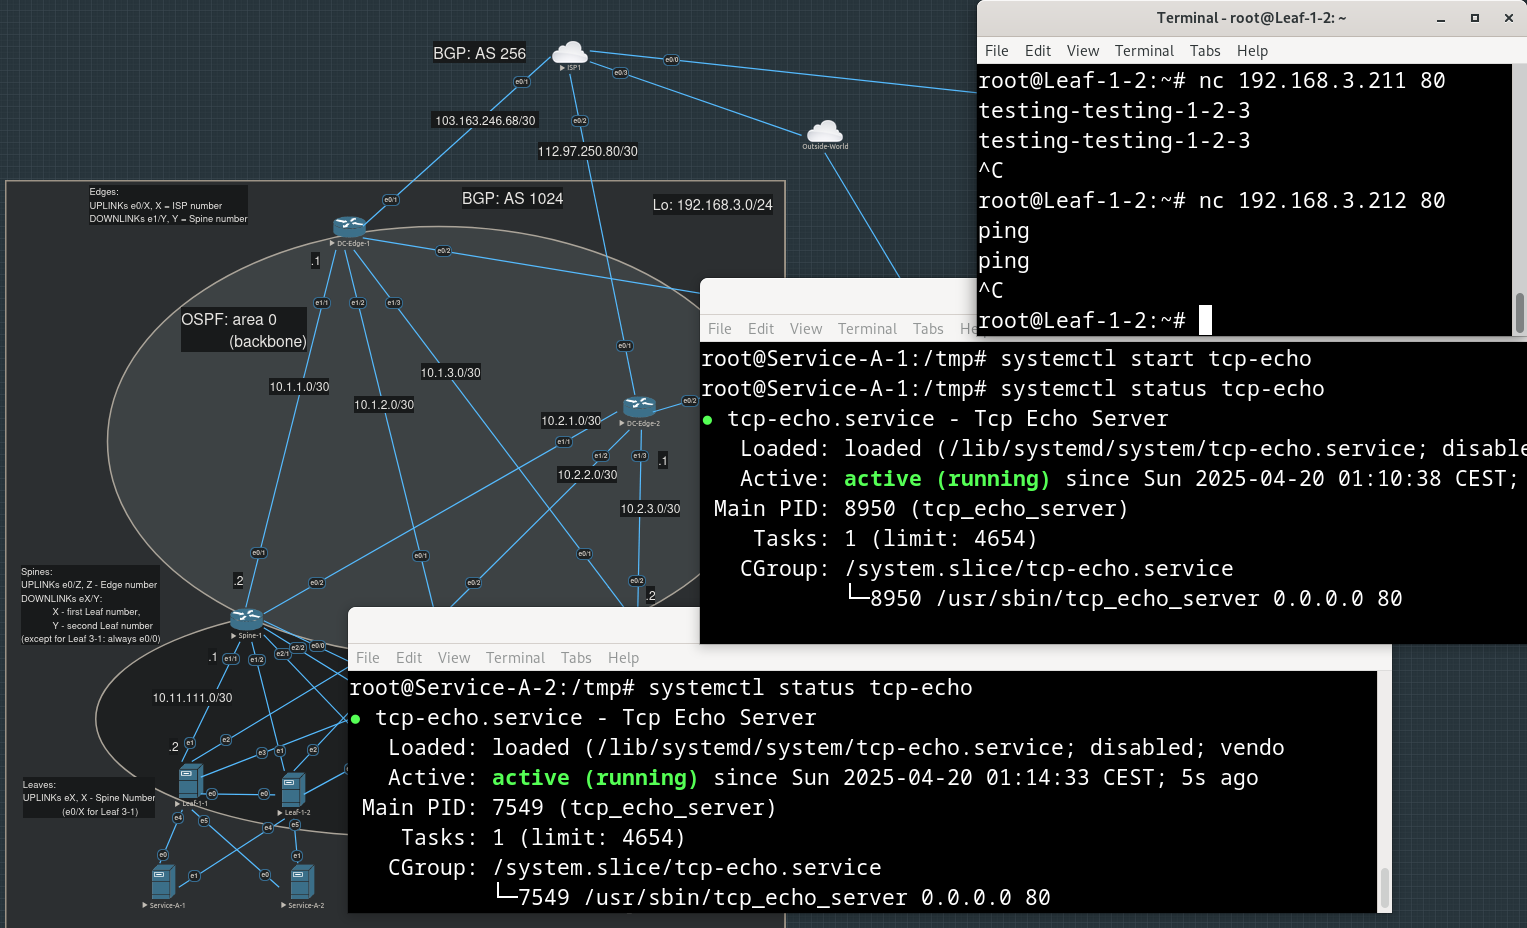 BGP: AS 256
ISP1
e0/0
e0/3
e0/1
103.163.246.68/30
e0/2
112.97.250.80/30
Outside-World
Edges:
UPLINKs e0/X, X = ISP number
DOWNLINKs e1/Y, Y = Spine number
e0/1
BGP: AS 1024
Lo: 192.168.3.0/24
DC-Edge-1
e0/2
.1
e1/1
e1/2
e1/3
OSPF: area 0
(backbone)
e0/1
10.1.1.0/30
10.1.3.0/30
10.1.2.0/30
e0/2
10.2.1.0/30
DC-Edge-2
e1/1
e1/2
e1/3
.1
10.2.2.0/30
10.2.3.0/30
e0/1
e0/1
e0/1
.2
e0/2
e0/2
e0/2
.2
Spines:
UPLINKs e0/Z, Z - Edge number
DOWNLINKs eX/Y:
X - first Leaf number,
Y - second Leaf number
(except for Leaf 3-1: always e0/0)
Spine-1
.1
e1/1
e1/2
e2/1
e2/2
e0/0
10.11.111.0/30
.2
e1
e2
e3
e1
e2
Leaves:
UPLINKs eX, X - Spine Number
(e0/X for Leaf 3-1)
Leaf-1-1
e0
e0
Leaf-1-2
e4
e5
e4
e5
e0
e1
e0
e1
Service-A-1
Service-A-2
Terminal - root@Leaf-1-2: ~
File Edit View Terminal Tabs Help
root@Leaf-1-2:~# nc 192.168.3.211 80
testing-testing-1-2-3
testing-testing-1-2-3
^C
root@Leaf-1-2:~# nc 192.168.3.212 80
ping
ping
^C
root@Leaf-1-2:~#
File Edit View Terminal Tabs He
root@Service-A-1:/tmp# systemctl start tcp-echo
root@Service-A-1:/tmp# systemctl status tcp-echo
● tcp-echo.service - Tcp Echo Server
Loaded: loaded (/lib/systemd/system/tcp-echo.service; disable
Active: active (running) since Sun 2025-04-20 01:10:38 CEST;
Main PID: 8950 (tcp_echo_server)
Tasks: 1 (limit: 4654)
CGroup: /system.slice/tcp-echo.service
└─8950 /usr/sbin/tcp_echo_server 0.0.0.0 80
File Edit View Terminal Tabs Help
root@Service-A-2:/tmp# systemctl status tcp-echo
● tcp-echo.service - Tcp Echo Server
Loaded: loaded (/lib/systemd/system/tcp-echo.service; disabled; vendo
Active: active (running) since Sun 2025-04-20 01:14:33 CEST; 5s ago
Main PID: 7549 (tcp_echo_server)
Tasks: 1 (limit: 4654)
CGroup: /system.slice/tcp-echo.service
└─7549 /usr/sbin/tcp_echo_server 0.0.0.0 80